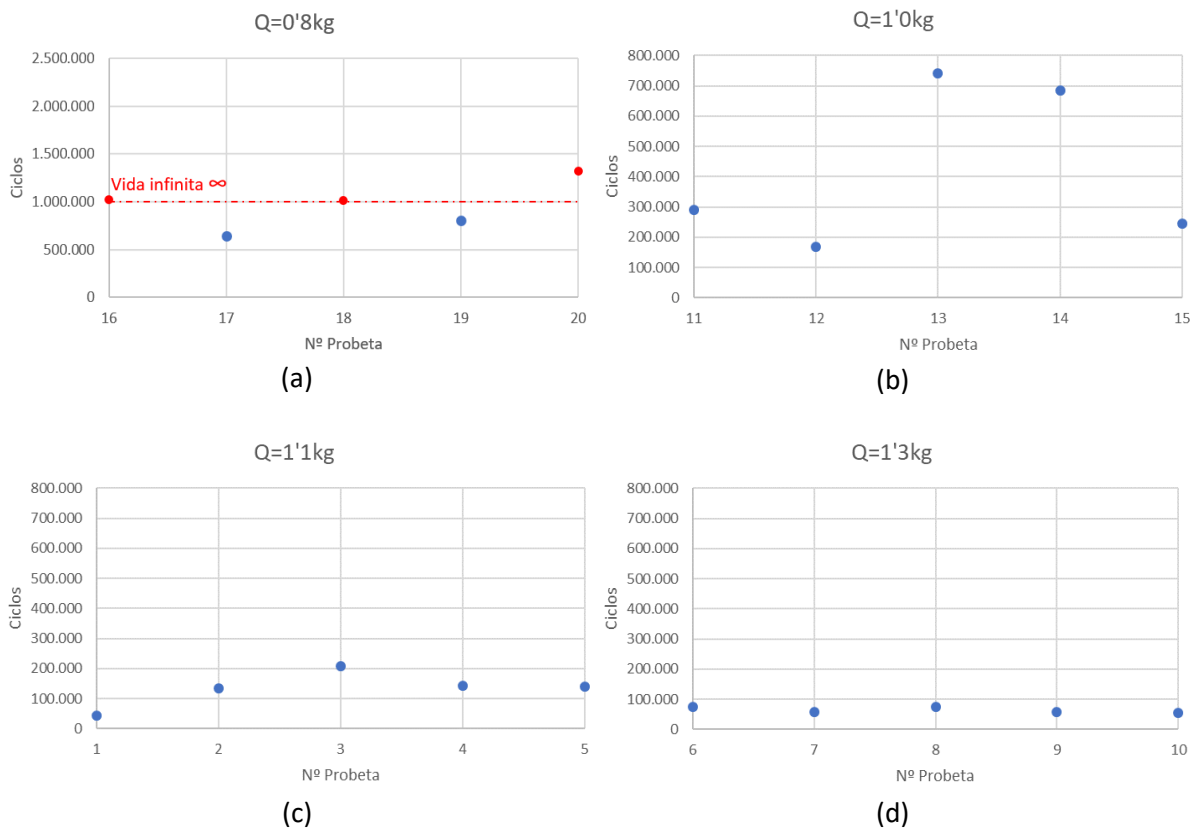 Q=0'8kg
2.500.000
2.000.000
1.500.000
1.000.000
500.000
0
Ciclos
Vida infinita ∞
16 17 18 19 20
Nº Probeta
(a)
Q=1'0kg
800.000
700.000
600.000
500.000
400.000
300.000
200.000
100.000
0
Ciclos
11 12 13 14 15
Nº Probeta
(b)
Q=1'1kg
800.000
700.000
600.000
500.000
400.000
300.000
200.000
100.000
0
Ciclos
1 2 3 4 5
Nº Probeta
(c)
Q=1'3kg
800.000
700.000
600.000
500.000
400.000
300.000
200.000
100.000
0
Ciclos
6 7 8 9 10
Nº Probeta
(d)